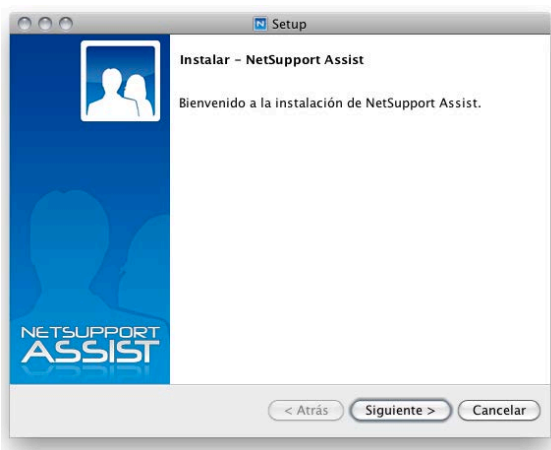 Setup
Instalar – NetSupport Assist
Bienvenido a la instalación de NetSupport Assist.
NETSUPPORT
ASSIST
< Atrás
Siguiente >
Cancelar